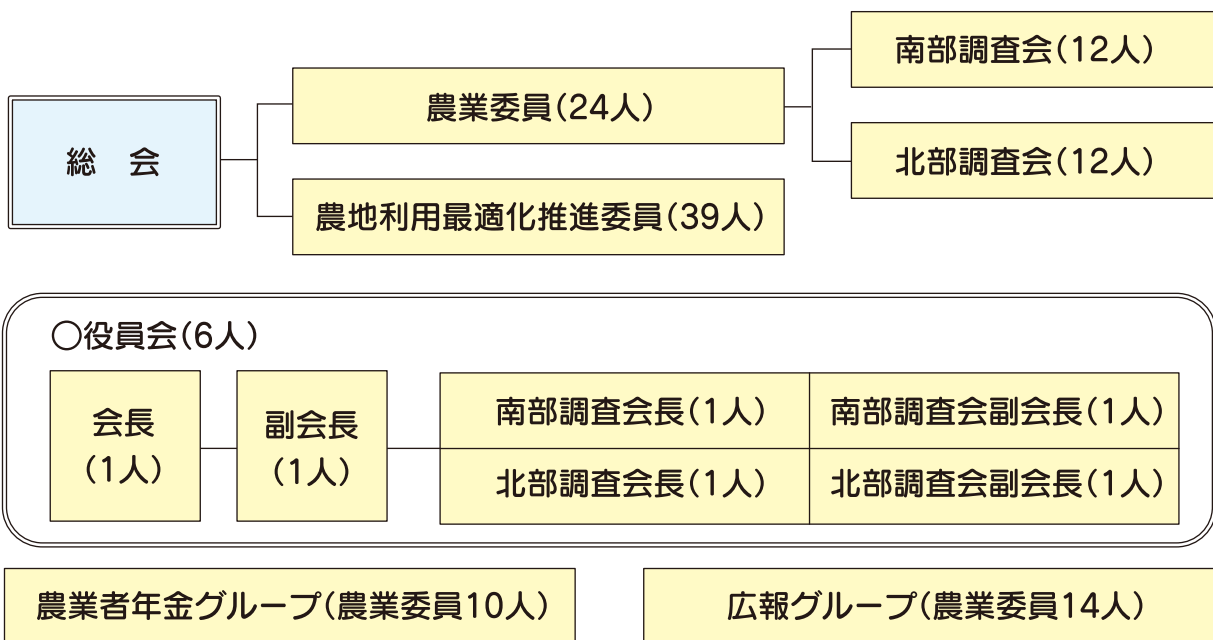 総　会
農業委員(24人)
農地利用最適化推進委員(39人)
南部調査会(12人)
北部調査会(12人)
○役員会(6人)
会長
(1人)
副会長
(1人)
南部調査会長(1人)
南部調査会副会長(1人)
北部調査会長(1人)
北部調査会副会長(1人)
農業者年金グループ(農業委員10人)
広報グループ(農業委員14人)